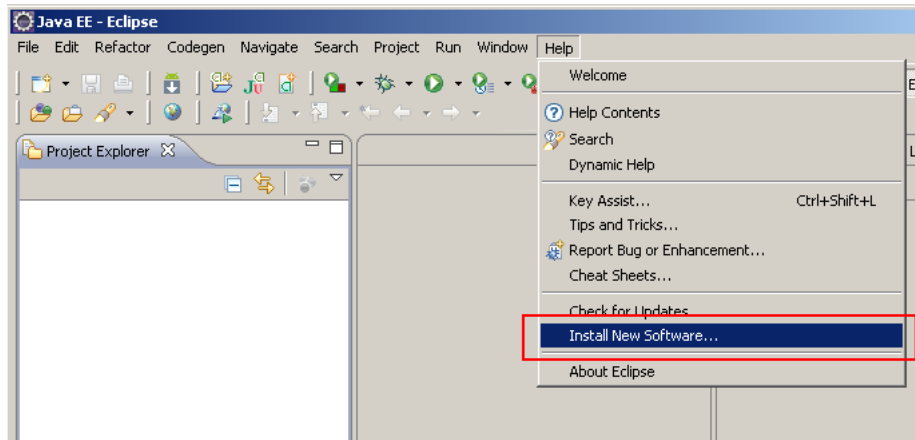 Java EE - Eclipse
File Edit Refactor Codegen Navigate Search Project Run Window Help
Welcome
Help Contents
Search
Dynamic Help
Key Assist... Ctrl+Shift+L
Tips and Tricks...
Report Bug or Enhancement...
Cheat Sheets...
Check for Updates
Install New Software...
About Eclipse
Project Explorer